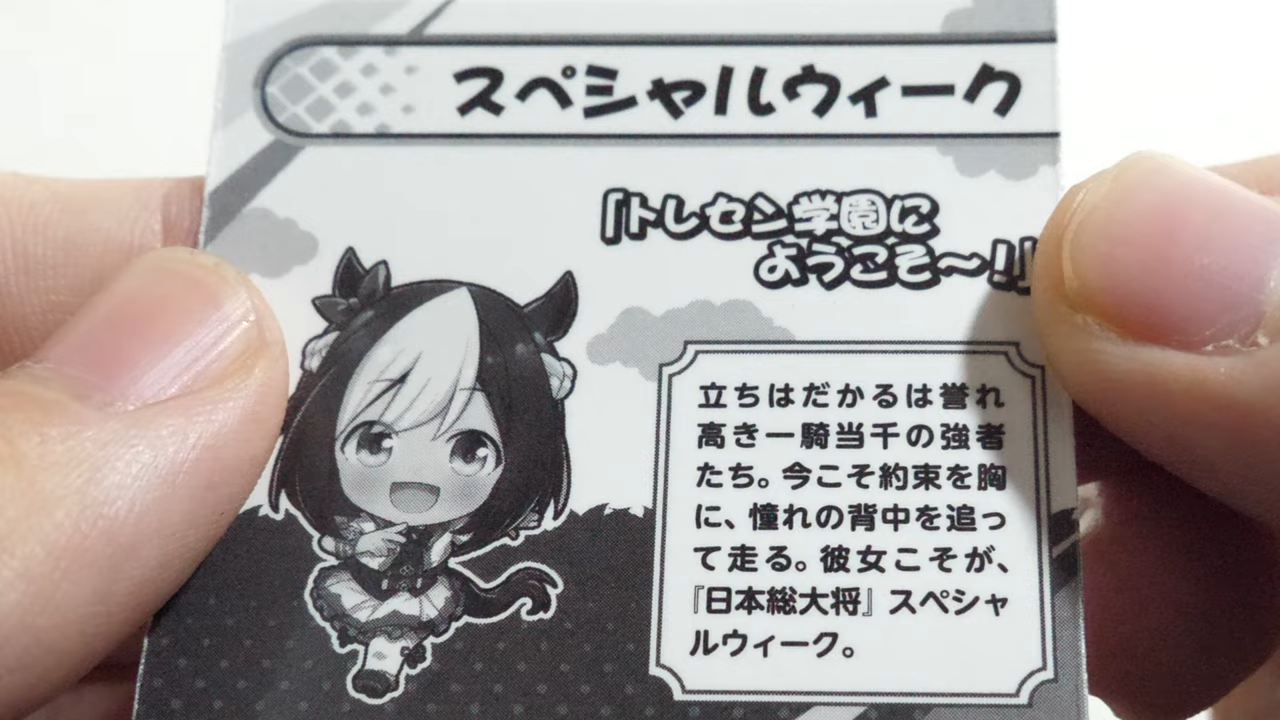 スペシャルウィーク
「トレセン学園に
ようこそ～!」
立ちはだかるは誉れ
高き一騎当千の強者
たち。今こそ約束を胸
に、憧れの背中を追っ
て走る。彼女こそが、
『日本総大将』スペシャ
ルウィーク。